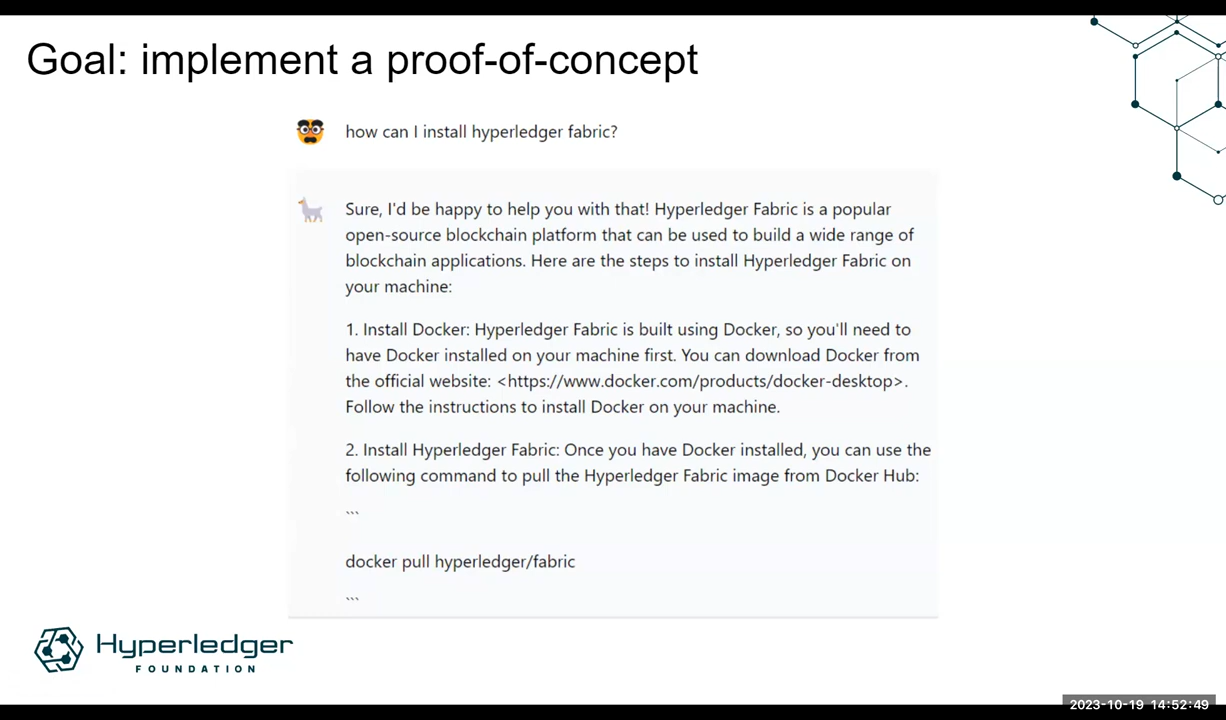 Goal: implement a proof-of-concept
how can I install hyperledger fabric?
Sure, I'd be happy to help you with that! Hyperledger Fabric is a popular
open-source blockchain platform that can be used to build a wide range of
blockchain applications. Here are the steps to install Hyperledger Fabric on
your machine:
1. Install Docker: Hyperledger Fabric is built using Docker, so you'll need to
have Docker installed on your machine first. You can download Docker from
the official website: <https://www.docker.com/products/docker-desktop>.
Follow the instructions to install Docker on your machine.
2. Install Hyperledger Fabric: Once you have Docker installed, you can use the
following command to pull the Hyperledger Fabric image from Docker Hub:
```
docker pull hyperledger/fabric
```
Hyperledger
FOUNDATION
2023-10-19 14:52:49